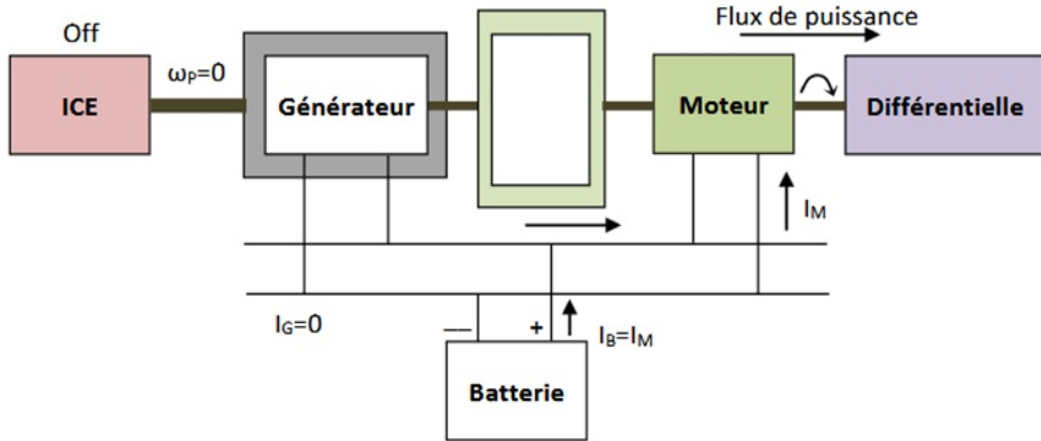 Flux de puissance
Off
ωP=0
ICE
Générateur
Moteur
Différentielle
IM
IG=0
— +
IB=IM
Batterie